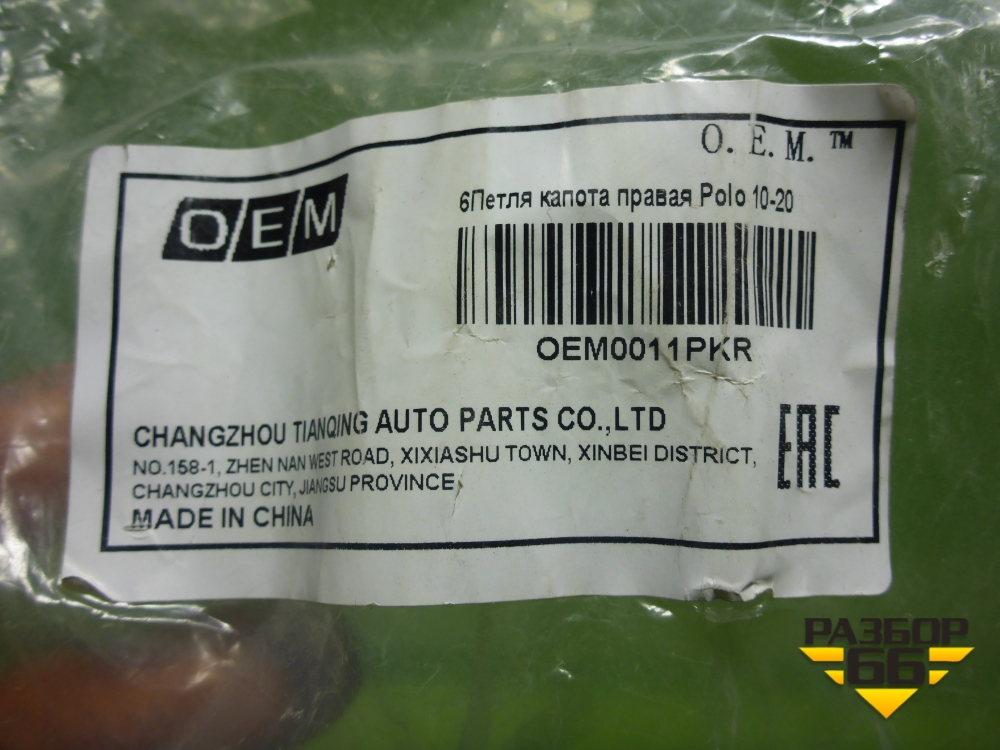 O. E. M. ™
OEM
6Петля капота правая Polo 10-20
OEM0011PKR
CHANGZHOU TIANQING AUTO PARTS CO.,LTD
NO.158-1, ZHEN NAN WEST ROAD, XIXIASHU TOWN, XINBEI DISTRICT,
CHANGZHOU CITY, JIANGSU PROVINCE
MADE IN CHINA
EAC
РАЗБОР
66